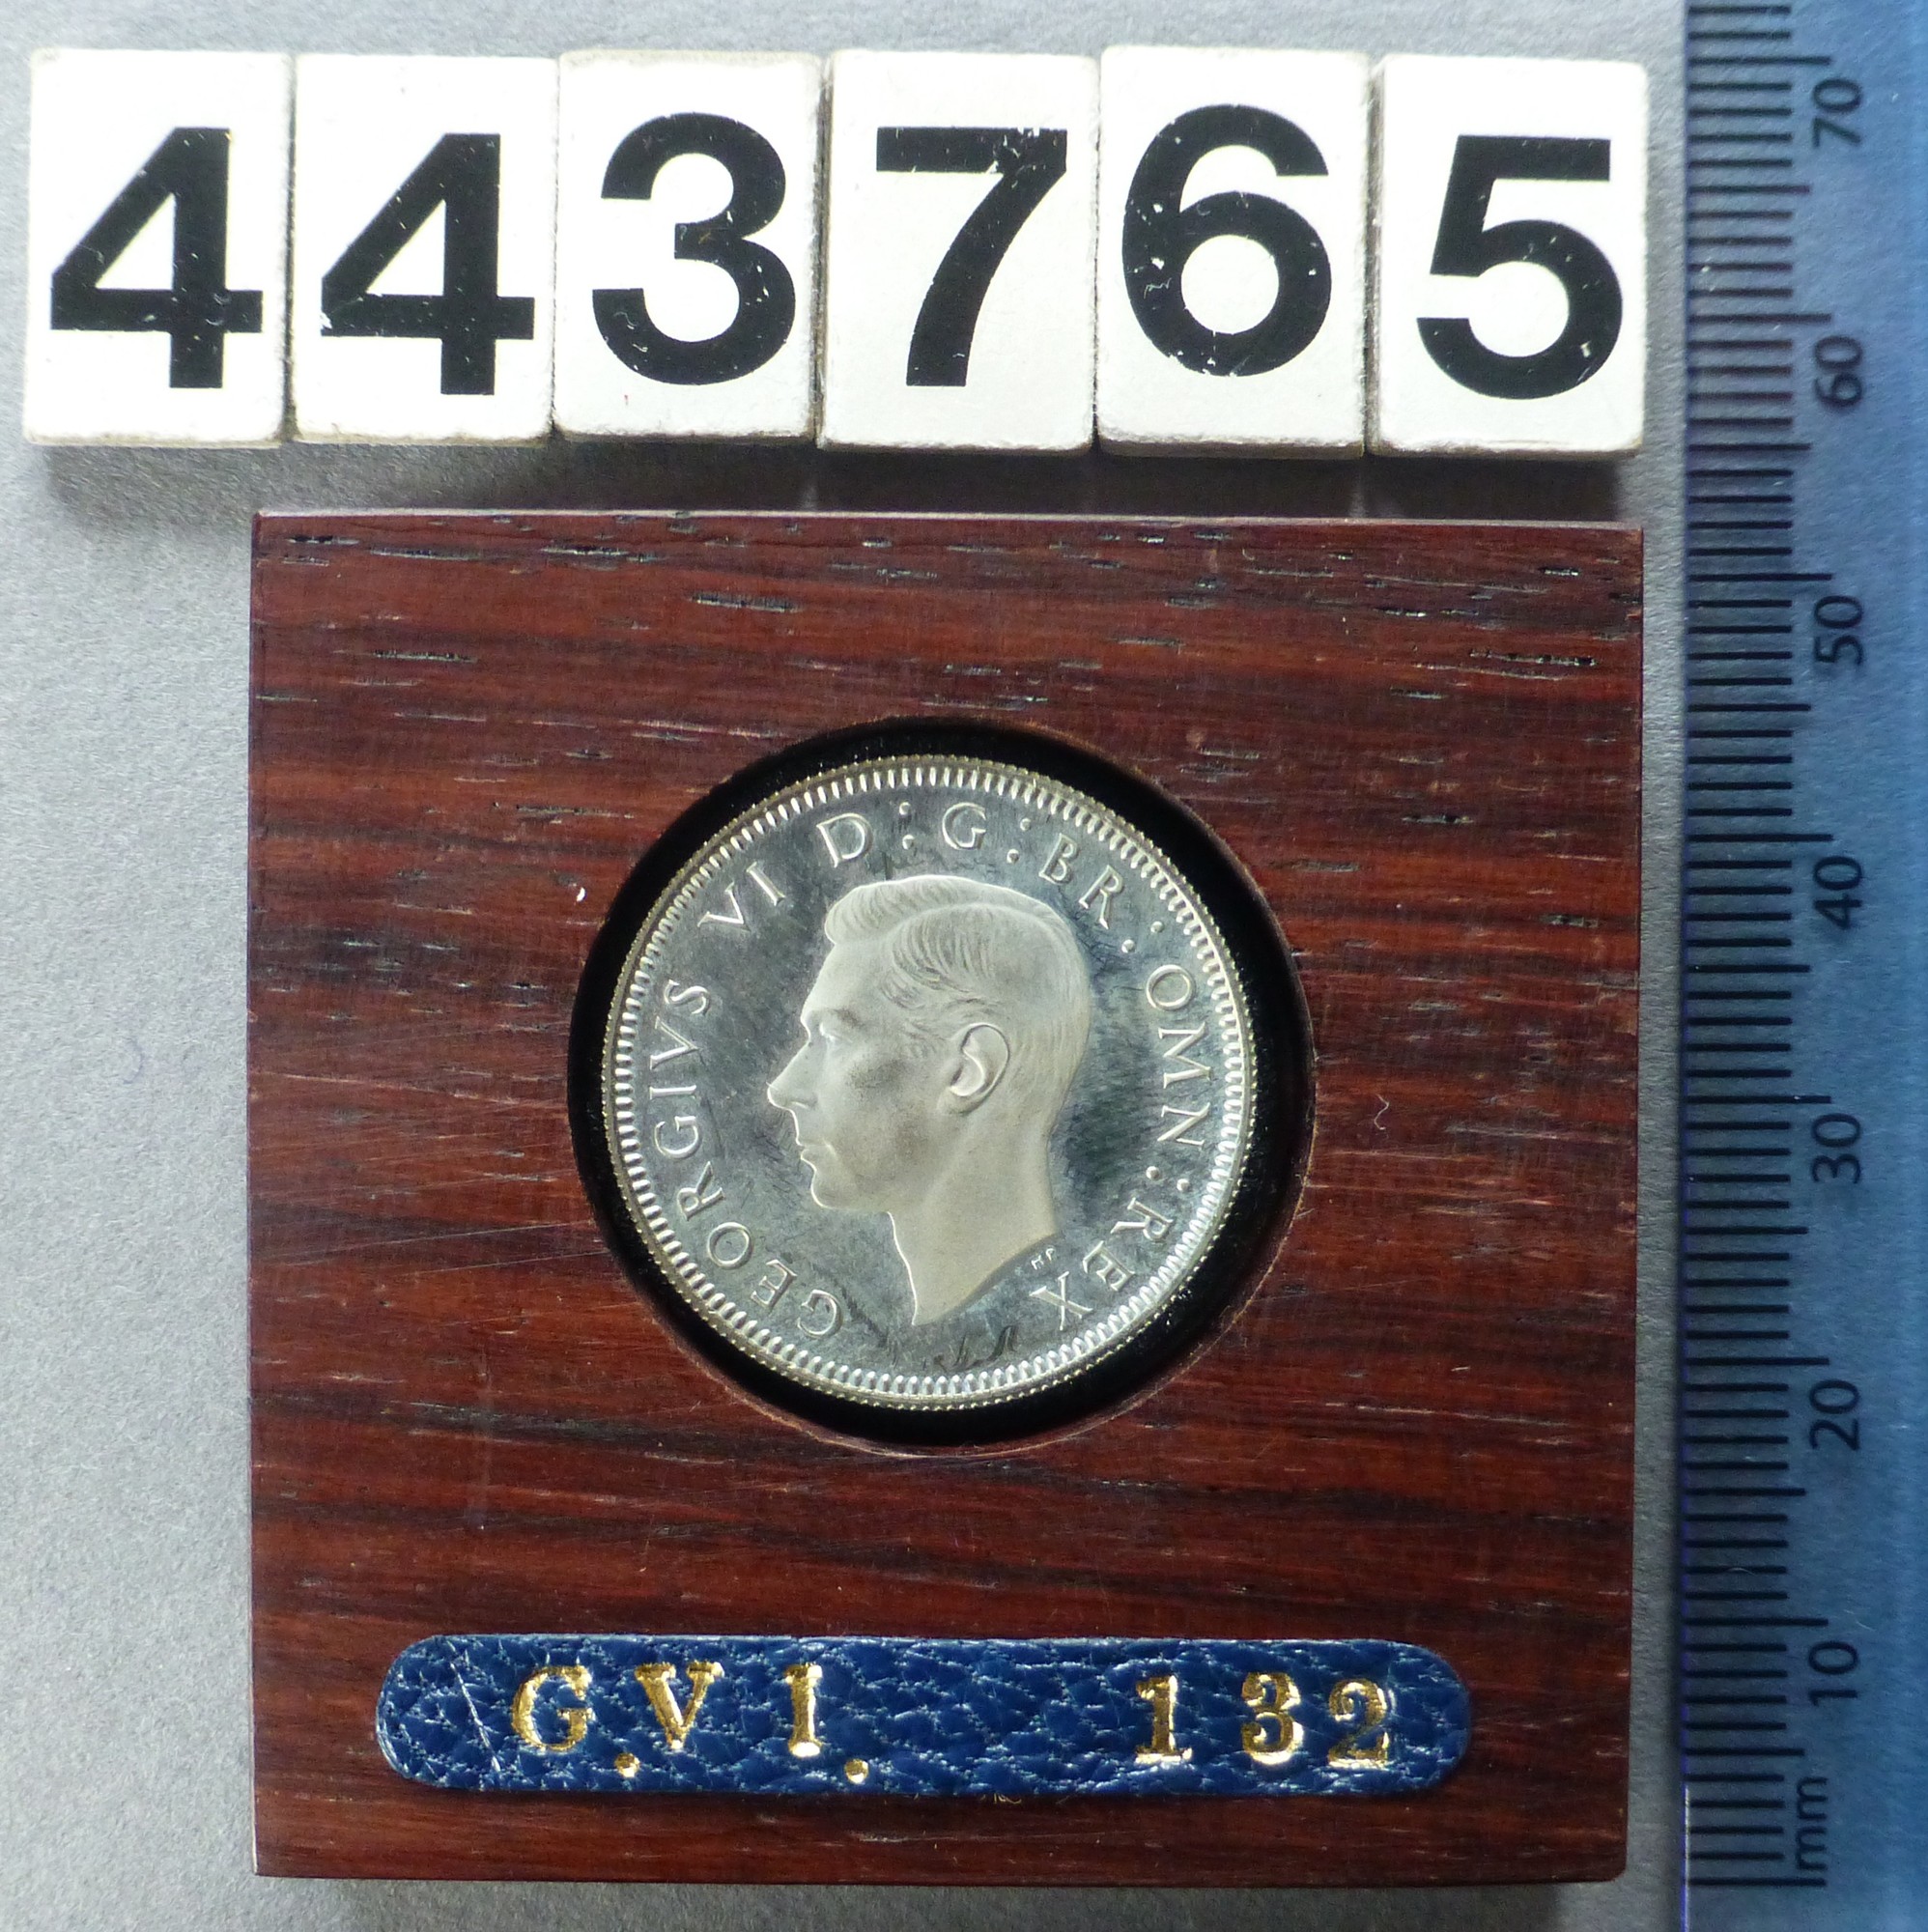 443765
GEORGIVS VI D:G:BR:OMN:REX
HP
G.VI. 132
70
60
50
40
30
20
10
mm